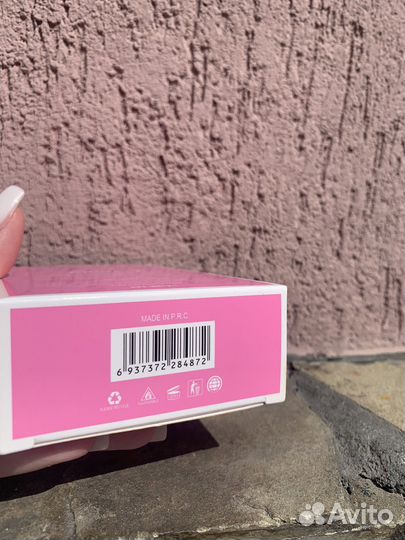 MADE IN P.R.C.
6 937372 284872
PLEASE RECYCLE
Avito